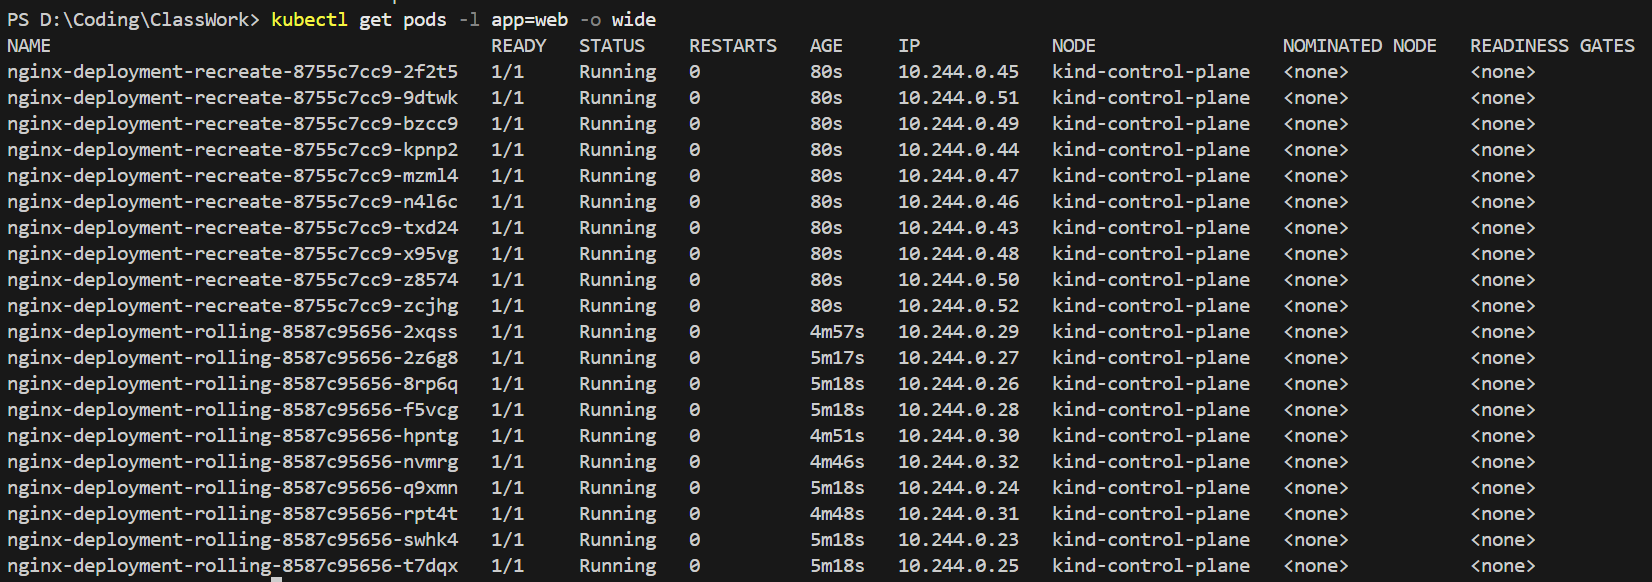 PS D:\Coding\ClassWork> kubectl get pods -l app=web -o wide
NAME READY STATUS RESTARTS AGE IP NODE NOMINATED NODE READINESS GATES
nginx-deployment-recreate-8755c7cc9-2f2t5 1/1 Running 0 80s 10.244.0.45 kind-control-plane <none> <none>
nginx-deployment-recreate-8755c7cc9-9dtwk 1/1 Running 0 80s 10.244.0.51 kind-control-plane <none> <none>
nginx-deployment-recreate-8755c7cc9-bzcc9 1/1 Running 0 80s 10.244.0.49 kind-control-plane <none> <none>
nginx-deployment-recreate-8755c7cc9-kpnp2 1/1 Running 0 80s 10.244.0.44 kind-control-plane <none> <none>
nginx-deployment-recreate-8755c7cc9-mzml4 1/1 Running 0 80s 10.244.0.47 kind-control-plane <none> <none>
nginx-deployment-recreate-8755c7cc9-n4l6c 1/1 Running 0 80s 10.244.0.46 kind-control-plane <none> <none>
nginx-deployment-recreate-8755c7cc9-txd24 1/1 Running 0 80s 10.244.0.43 kind-control-plane <none> <none>
nginx-deployment-recreate-8755c7cc9-x95vg 1/1 Running 0 80s 10.244.0.48 kind-control-plane <none> <none>
nginx-deployment-recreate-8755c7cc9-z8574 1/1 Running 0 80s 10.244.0.50 kind-control-plane <none> <none>
nginx-deployment-recreate-8755c7cc9-zcjhg 1/1 Running 0 80s 10.244.0.52 kind-control-plane <none> <none>
nginx-deployment-rolling-8587c95656-2xqss 1/1 Running 0 4m57s 10.244.0.29 kind-control-plane <none> <none>
nginx-deployment-rolling-8587c95656-2z6g8 1/1 Running 0 5m17s 10.244.0.27 kind-control-plane <none> <none>
nginx-deployment-rolling-8587c95656-8rp6q 1/1 Running 0 5m18s 10.244.0.26 kind-control-plane <none> <none>
nginx-deployment-rolling-8587c95656-f5vcg 1/1 Running 0 5m18s 10.244.0.28 kind-control-plane <none> <none>
nginx-deployment-rolling-8587c95656-hpntg 1/1 Running 0 4m51s 10.244.0.30 kind-control-plane <none> <none>
nginx-deployment-rolling-8587c95656-nvmrg 1/1 Running 0 4m46s 10.244.0.32 kind-control-plane <none> <none>
nginx-deployment-rolling-8587c95656-q9xmn 1/1 Running 0 5m18s 10.244.0.24 kind-control-plane <none> <none>
nginx-deployment-rolling-8587c95656-rpt4t 1/1 Running 0 4m48s 10.244.0.31 kind-control-plane <none> <none>
nginx-deployment-rolling-8587c95656-swhk4 1/1 Running 0 5m18s 10.244.0.23 kind-control-plane <none> <none>
nginx-deployment-rolling-8587c95656-t7dqx 1/1 Running 0 5m18s 10.244.0.25 kind-control-plane <none> <none>